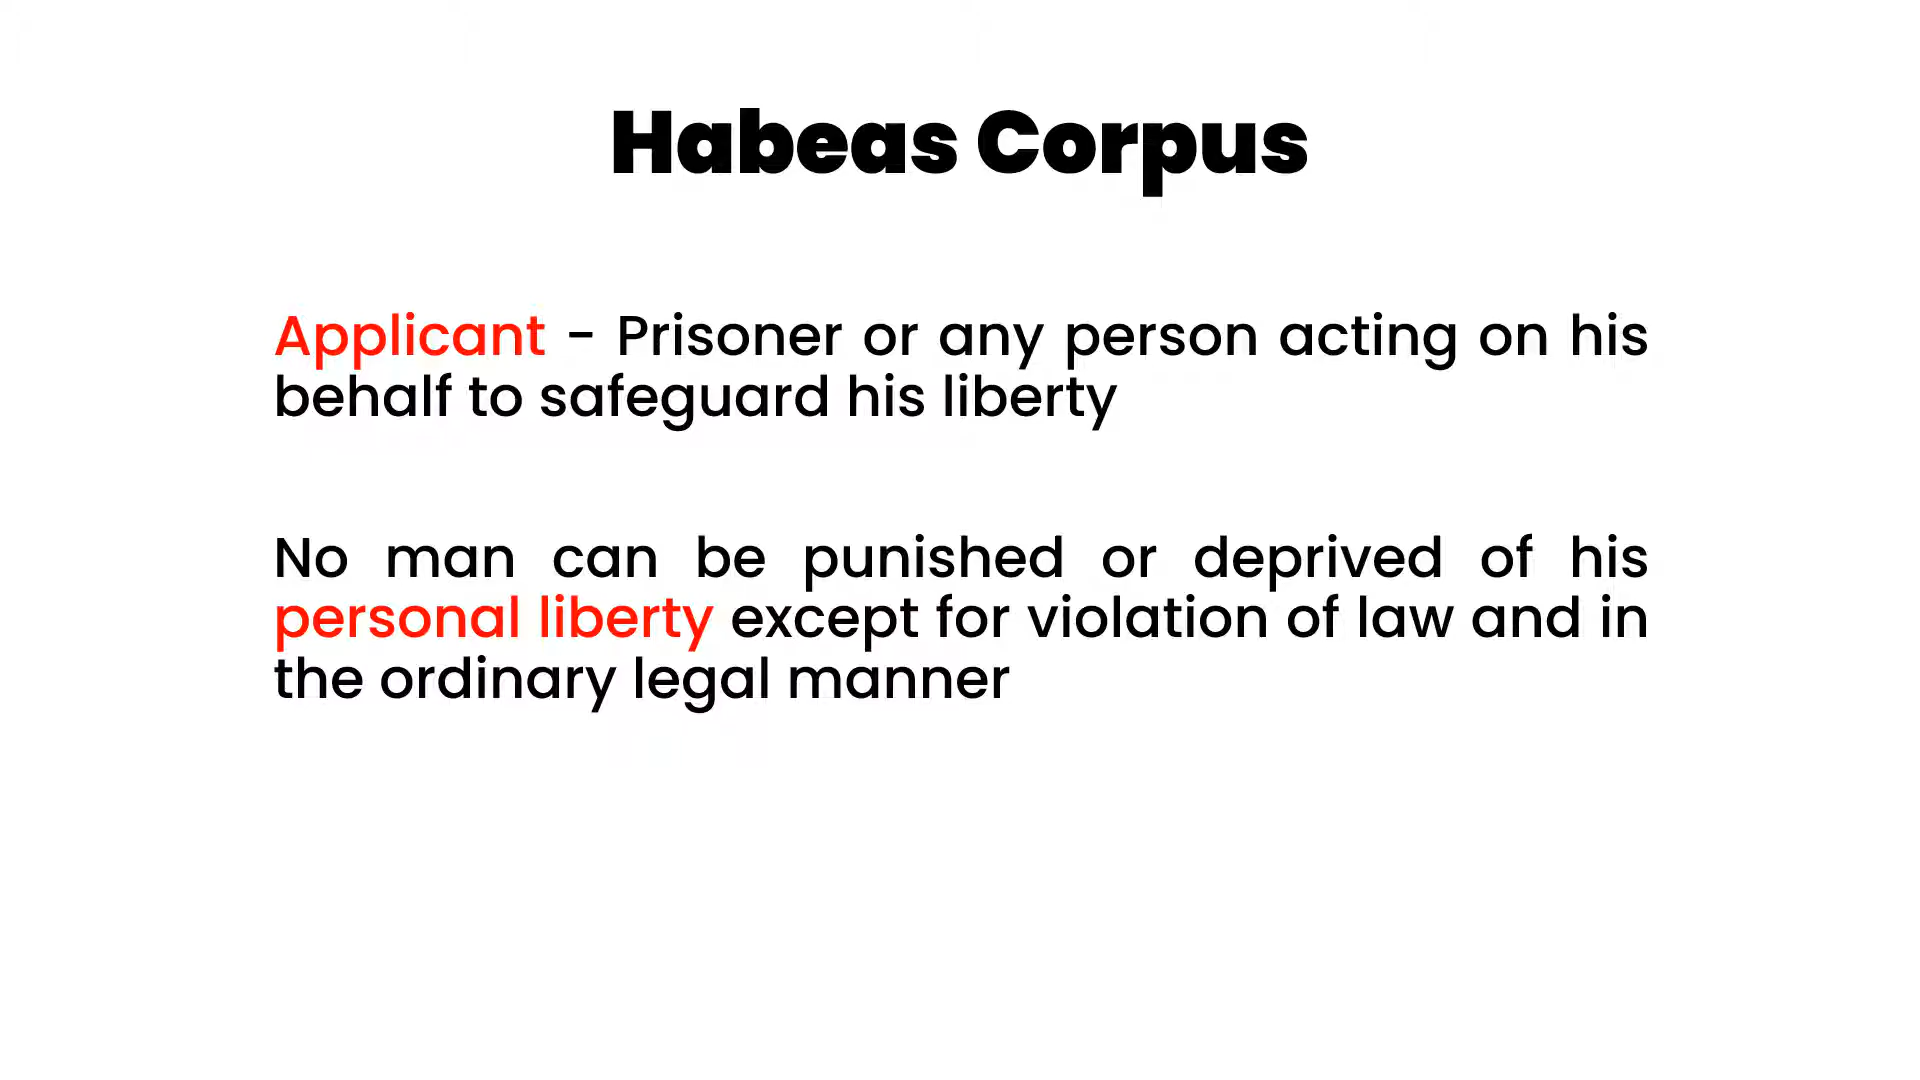 Habeas Corpus
Applicant - Prisoner or any person acting on his
behalf to safeguard his liberty
No man can be punished or deprived of his
personal liberty except for violation of law and in
the ordinary legal manner